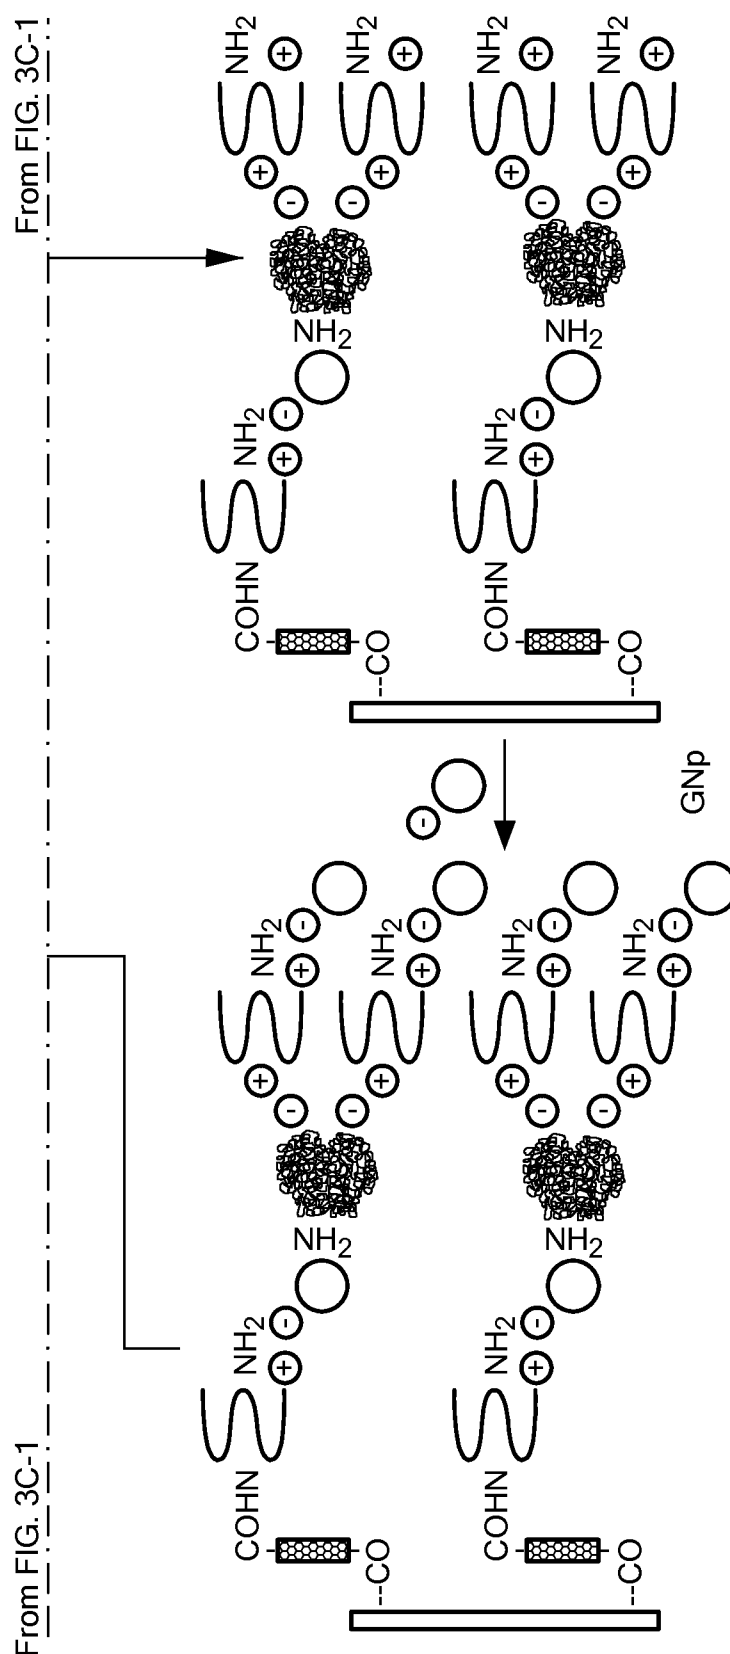 From FIG. 3C-1
From FIG. 3C-1
COHN
NH2
+
-
NH2
-
+
NH2
+
-
CO
-
+
NH2
+
-
COHN
NH2
+
-
NH2
-
+
NH2
+
-
CO
-
+
NH2
+
-
-
GNp
COHN
NH2
+
-
NH2
-
+
NH2
+
CO
-
+
NH2
+
COHN
NH2
+
-
NH2
-
+
NH2
+
CO
-
+
NH2
+